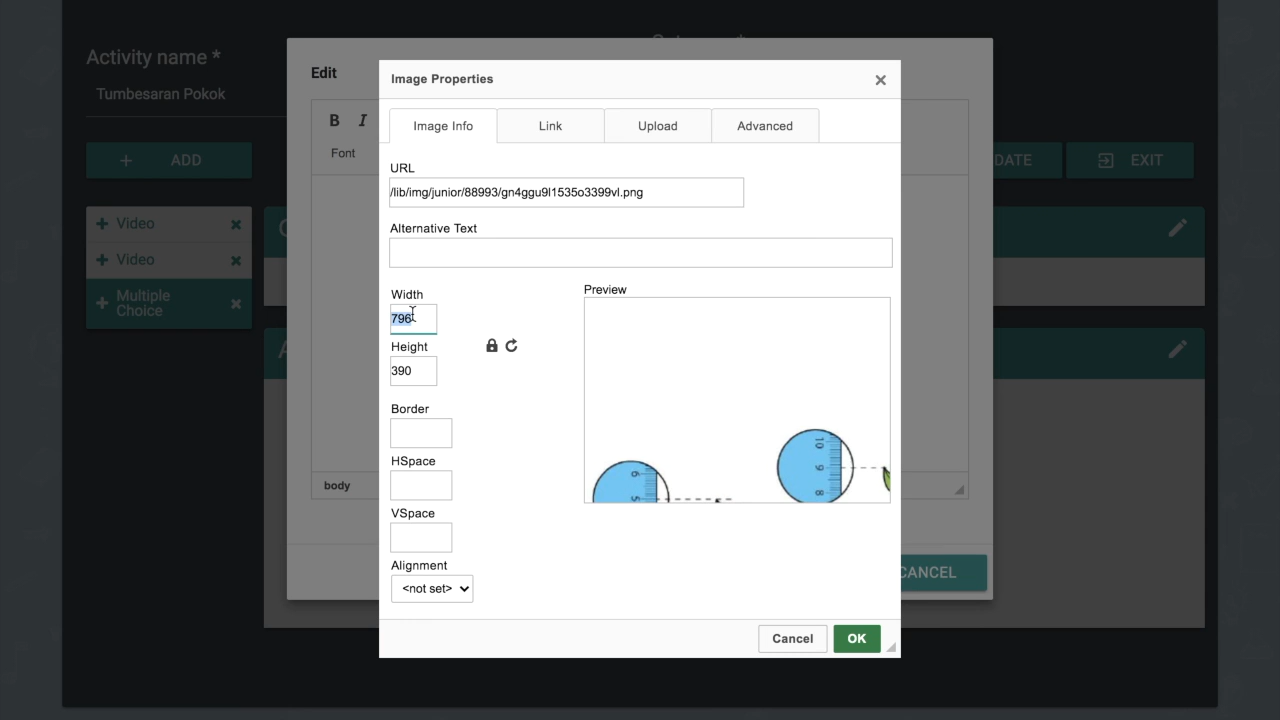 Activity name *
Tumbesaran Pokok
+ ADD
DATE
EXIT
Video
Video
Multiple
Choice
Edit
B I
Font
body
CANCEL
Image Properties
Image Info
Link
Upload
Advanced
URL
/lib/img/junior/88993/gn4ggu9l1535o3399vl.png
Alternative Text
Width
796
Height
390
Border
HSpace
VSpace
Alignment
<not set>
Preview
6
5
10
9
8
Cancel
OK